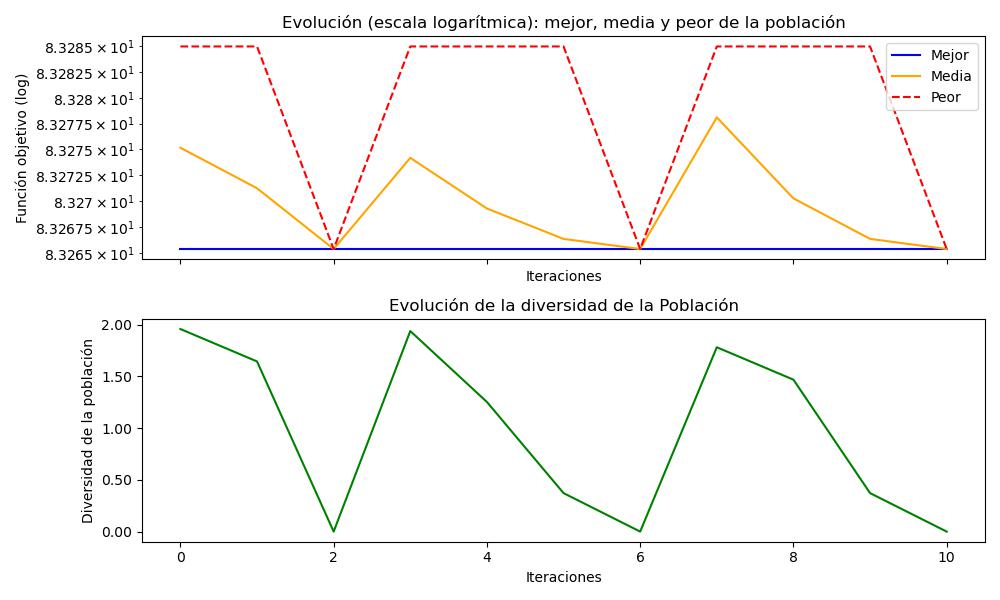 Evolución (escala logarítmica): mejor, media y peor de la población
Función objetivo (log)
8.3285 × 10¹
8.32825 × 10¹
8.328 × 10¹
8.32775 × 10¹
8.3275 × 10¹
8.32725 × 10¹
8.327 × 10¹
8.32675 × 10¹
8.3265 × 10¹
Mejor
Media
Peor
Iteraciones
Evolución de la diversidad de la Población
Diversidad de la población
2.00
1.50
1.00
0.50
0.00
0 2 4 6 8 10
Iteraciones